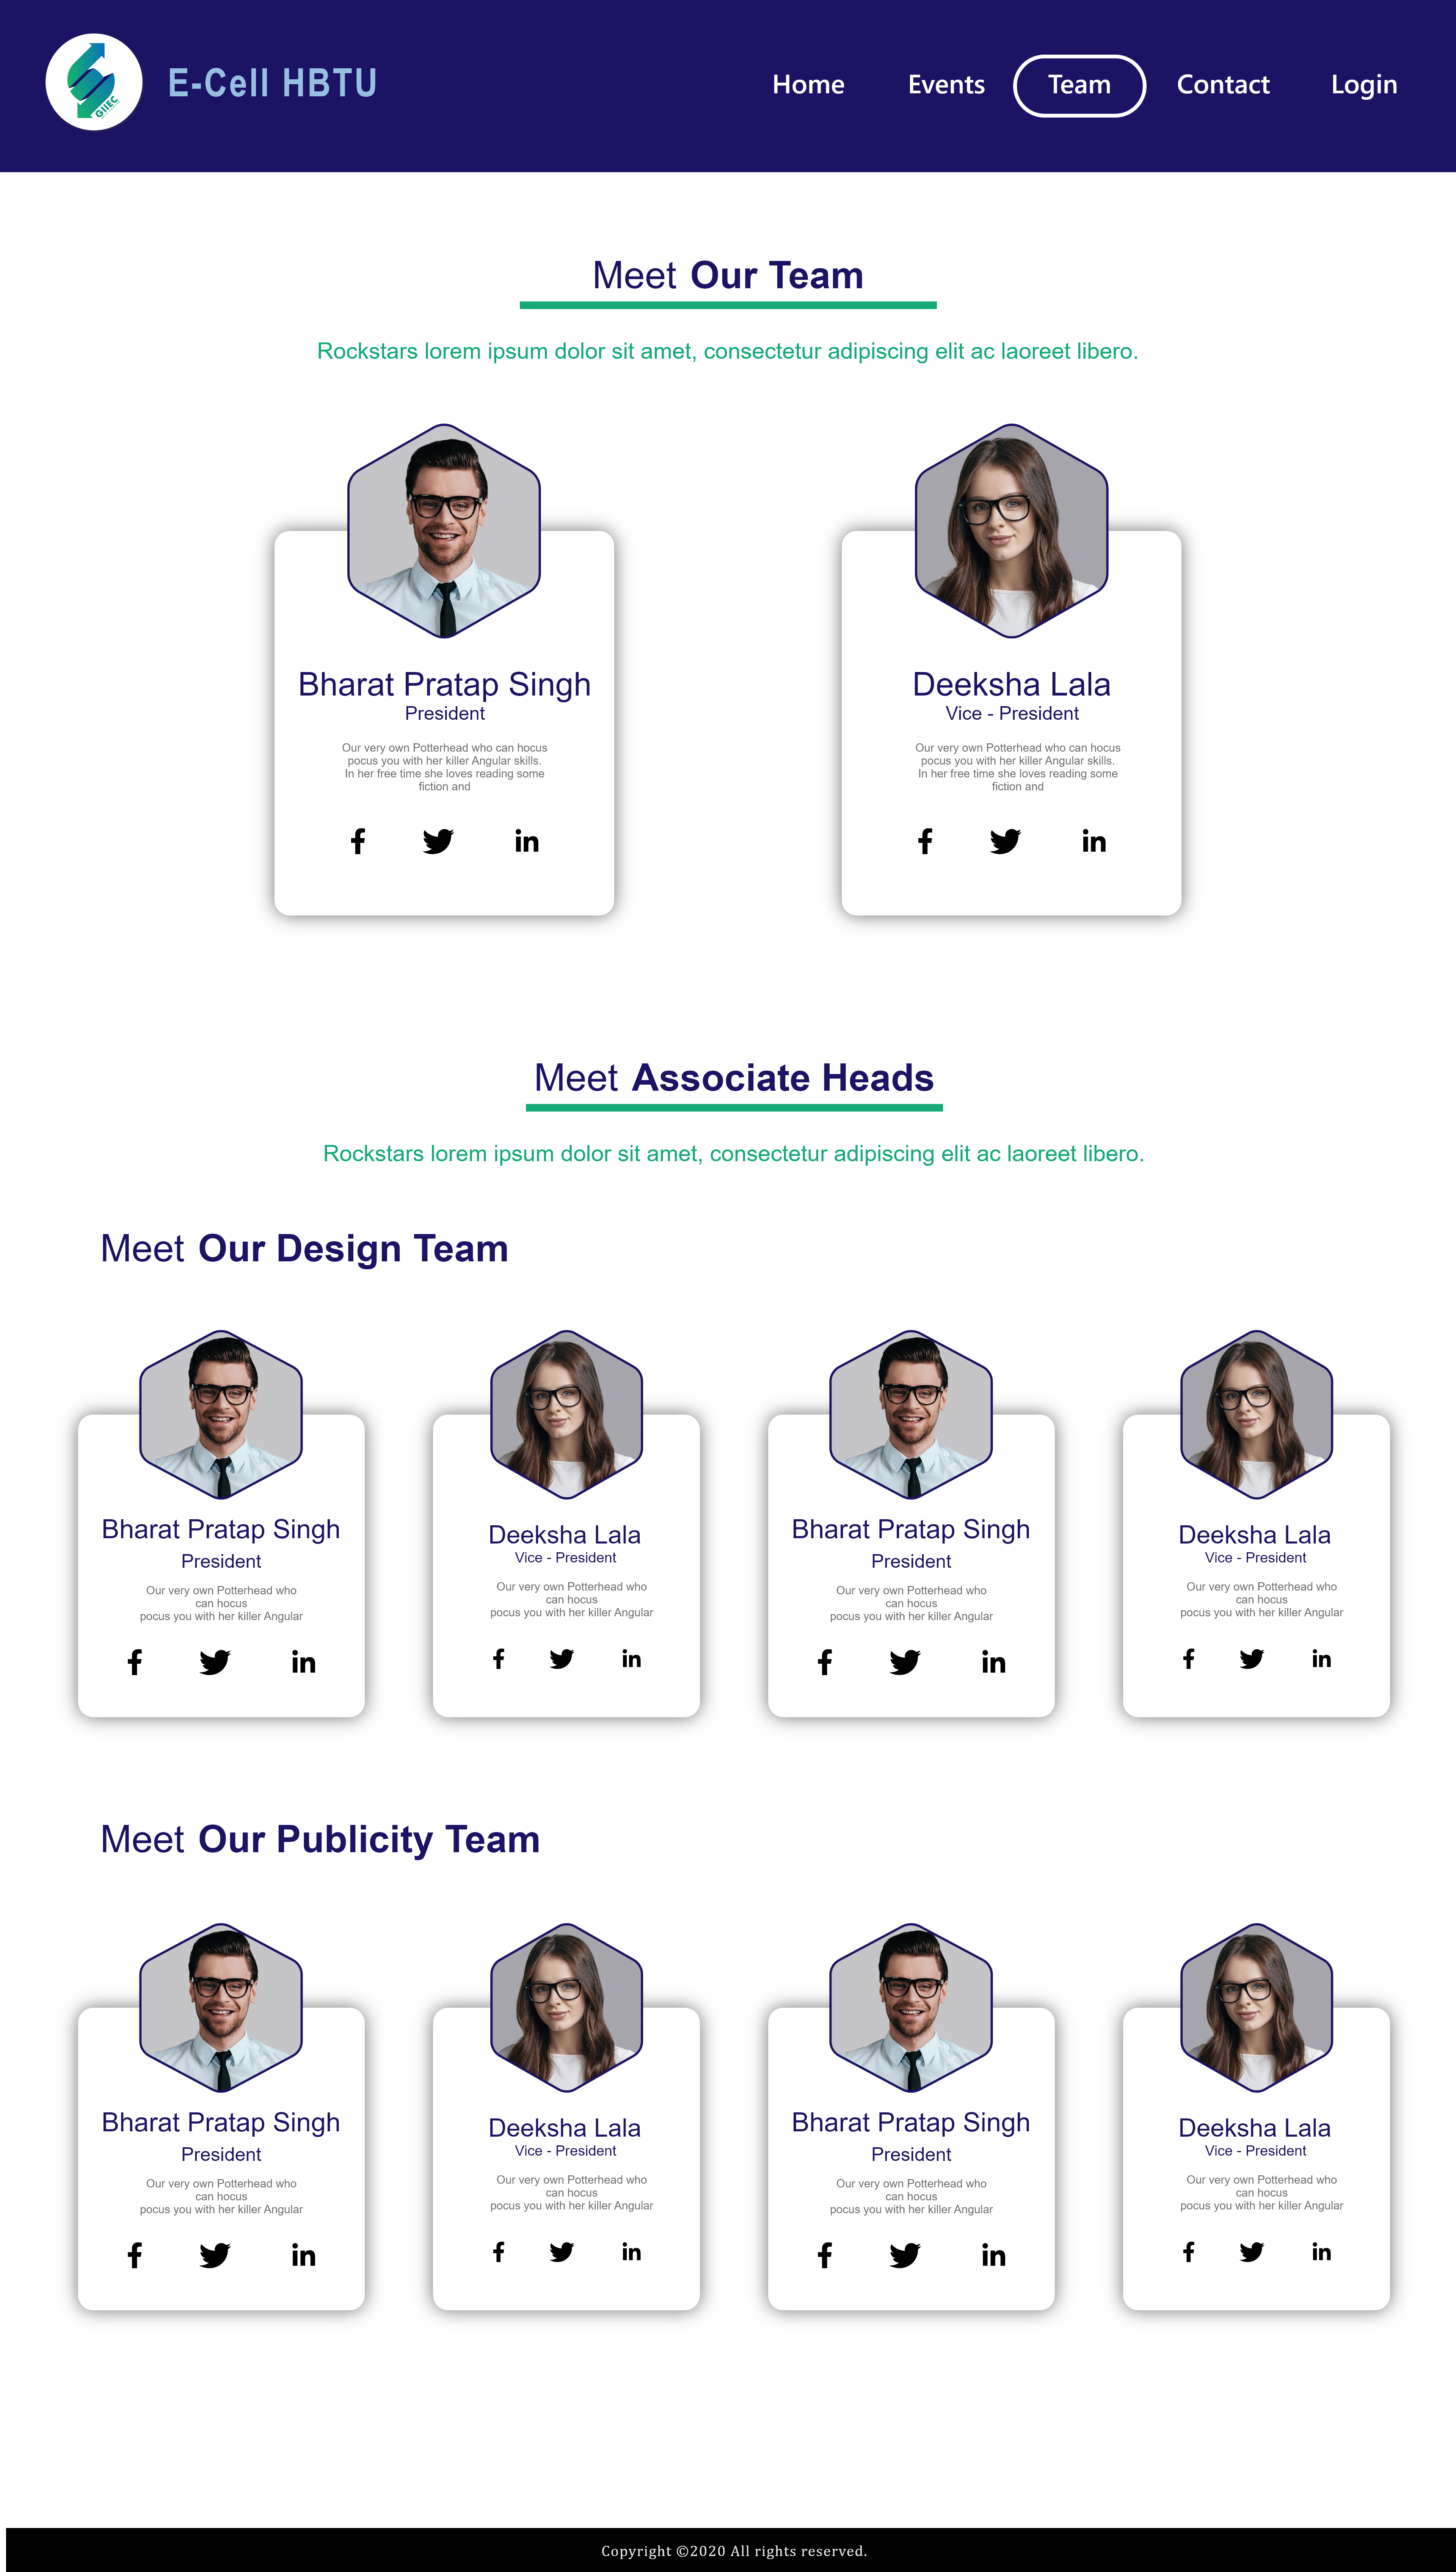 GIIEC
E-Cell HBTU
Home Events Team Contact Login
Meet Our Team
Rockstars lorem ipsum dolor sit amet, consectetur adipiscing elit ac laoreet libero.
Bharat Pratap Singh
President
Our very own Potterhead who can hocus
pocus you with her killer Angular skills.
In her free time she loves reading some
fiction and
f in
Deeksha Lala
Vice - President
Our very own Potterhead who can hocus
pocus you with her killer Angular skills.
In her free time she loves reading some
fiction and
f in
Meet Associate Heads
Rockstars lorem ipsum dolor sit amet, consectetur adipiscing elit ac laoreet libero.
Meet Our Design Team
Bharat Pratap Singh
President
Our very own Potterhead who
can hocus
pocus you with her killer Angular
f in
Deeksha Lala
Vice - President
Our very own Potterhead who
can hocus
pocus you with her killer Angular
f in
Bharat Pratap Singh
President
Our very own Potterhead who
can hocus
pocus you with her killer Angular
f in
Deeksha Lala
Vice - President
Our very own Potterhead who
can hocus
pocus you with her killer Angular
f in
Meet Our Publicity Team
Bharat Pratap Singh
President
Our very own Potterhead who
can hocus
pocus you with her killer Angular
f in
Deeksha Lala
Vice - President
Our very own Potterhead who
can hocus
pocus you with her killer Angular
f in
Bharat Pratap Singh
President
Our very own Potterhead who
can hocus
pocus you with her killer Angular
f in
Deeksha Lala
Vice - President
Our very own Potterhead who
can hocus
pocus you with her killer Angular
f in
Copyright ©2020 All rights reserved.